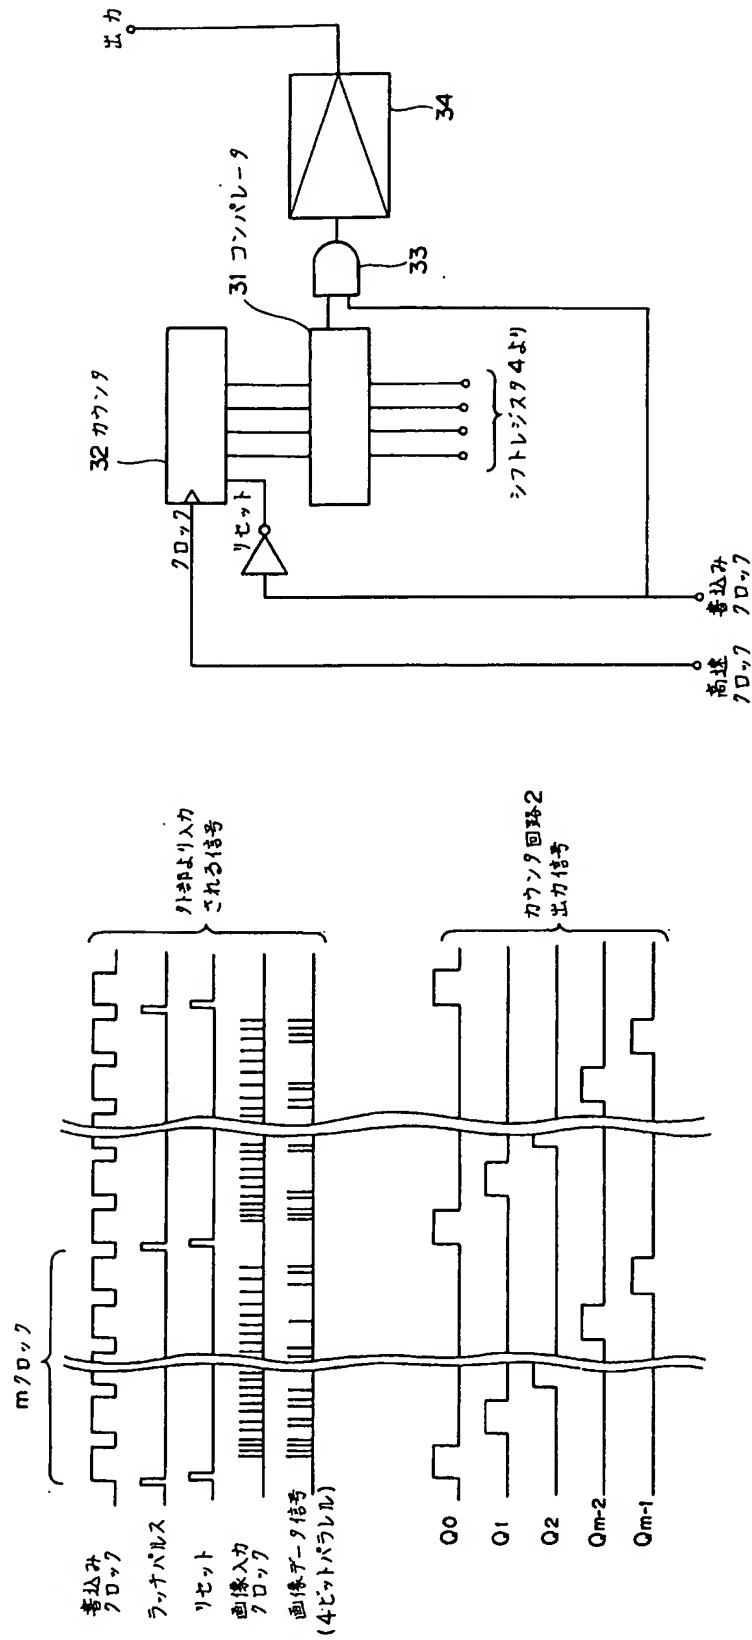 出力
34
31 コンパレータ
33
32 カウンタ
クロック
リセット
シフトレジスタ4より
書込み
クロック
高速
クロック
mクロック
外部より入力
される信号
書込み
クロック
ラッチパルス
リセット
画像入力
クロック
画像データ信号
(4ビットパラレル)
カウンタ回路2
出力信号
Q0
Q1
Q2
Qm-2
Qm-1